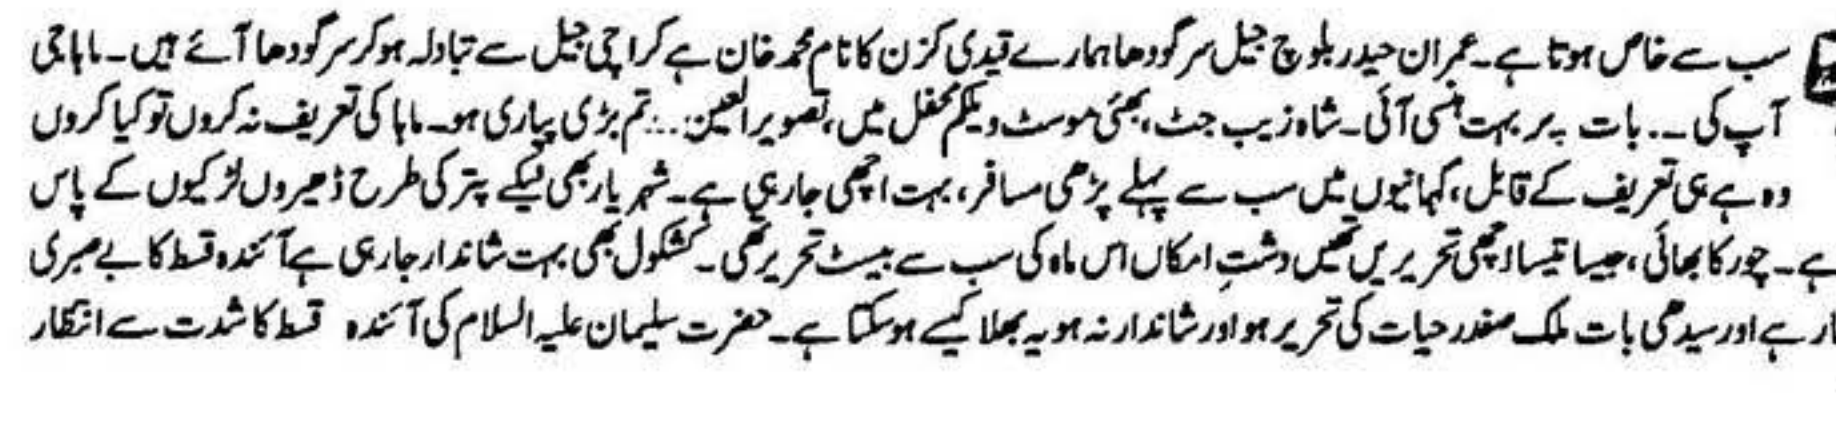 سب سے خاص ہوتا ہے۔ عمران حیدر بلوچ جیل سرگودھا ہمارے قیدی کزن کا نام محمد خان ہے کراچی جیل سے تبادلہ ہو کر سرگودھا آئے ہیں۔ ماہا جی
آپ کی ... بات پر بہت ہنسی آئی۔ شاہ زیب جٹ، بھئی موسٹ ویلکم محفل میں، تصویر العین ... تم بڑی پیاری ہو۔ ماہا کی تعریف نہ کروں تو کیا کروں
وہ ہے ہی تعریف کے قابل، کہانیوں میں سب سے پہلے پڑھی مسافر، بہت اچھی جا رہی ہے۔ شہریار بھی لیکے پتر کی طرح ڈھیروں لڑکیوں کے پاس
ہے۔ چور کا بھائی، جیسا تیسا اچھی تحریریں تھیں دشتِ امکاں اس ماہ کی سب سے بیسٹ تحریر تھی۔ کشکول بھی بہت شاندار جا رہی ہے آئندہ قسط کا بے صبری
ہے اور سیدھی بات ملک صفدر حیات کی تحریر ہو اور شاندار نہ ہو یہ بھلا کیسے ہو سکتا ہے۔ حضرت سلیمان علیہ السلام کی آئندہ قسط کا شدت سے انتظار